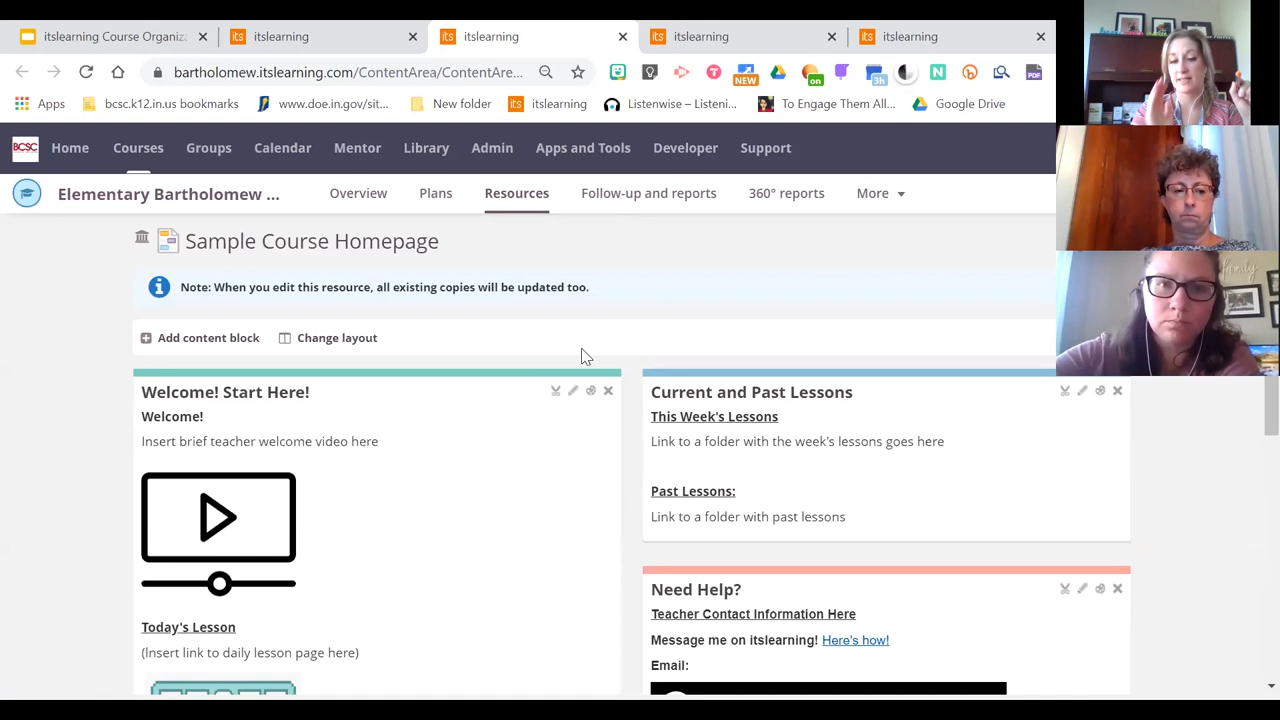 itslearning Course Organiza
itslearning
itslearning
itslearning
itslearning
bartholomew.itslearning.com/ContentArea/ContentAre...
NEW
on
3h
PDF
Apps
bcsc.k12.in.us bookmarks
www.doe.in.gov/sit...
New folder
itslearning
Listenwise – Listeni...
To Engage Them All...
Google Drive
BCSC
Home
Courses
Groups
Calendar
Mentor
Library
Admin
Apps and Tools
Developer
Support
Elementary Bartholomew ...
Overview
Plans
Resources
Follow-up and reports
360° reports
More
Sample Course Homepage
Note: When you edit this resource, all existing copies will be updated too.
Add content block
Change layout
Welcome! Start Here!
Welcome!
Insert brief teacher welcome video here
Today's Lesson
(Insert link to daily lesson page here)
Current and Past Lessons
This Week's Lessons
Link to a folder with the week's lessons goes here
Past Lessons:
Link to a folder with past lessons
Need Help?
Teacher Contact Information Here
Message me on itslearning! Here's how!
Email: